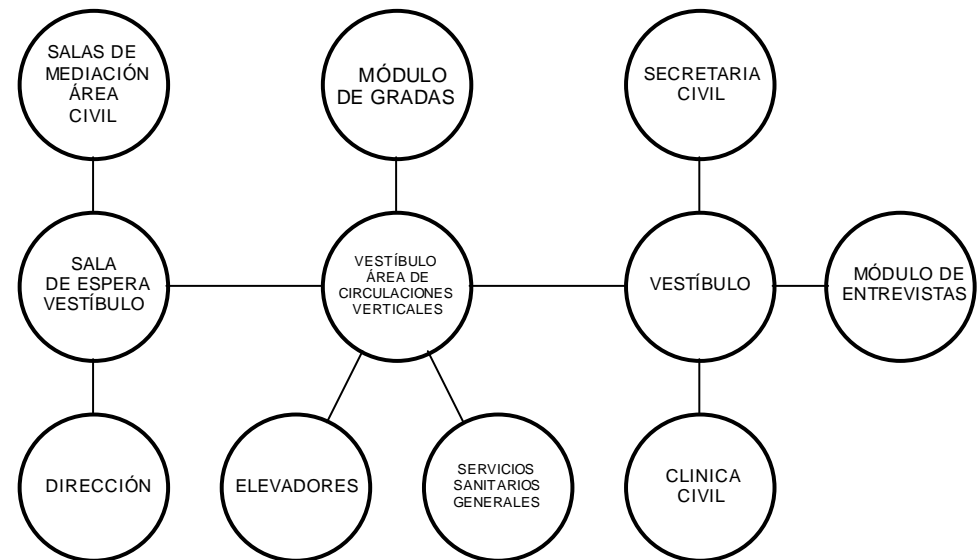 SALAS DE
MEDIACIÓN
ÁREA
CIVIL
MÓDULO
DE GRADAS
SECRETARIA
CIVIL
SALA
DE ESPERA
VESTÍBULO
VESTÍBULO
ÁREA DE
CIRCULACIONES
VERTICALES
VESTÍBULO
MÓDULO DE
ENTREVISTAS
DIRECCIÓN
ELEVADORES
SERVICIOS
SANITARIOS
GENERALES
CLINICA
CIVIL